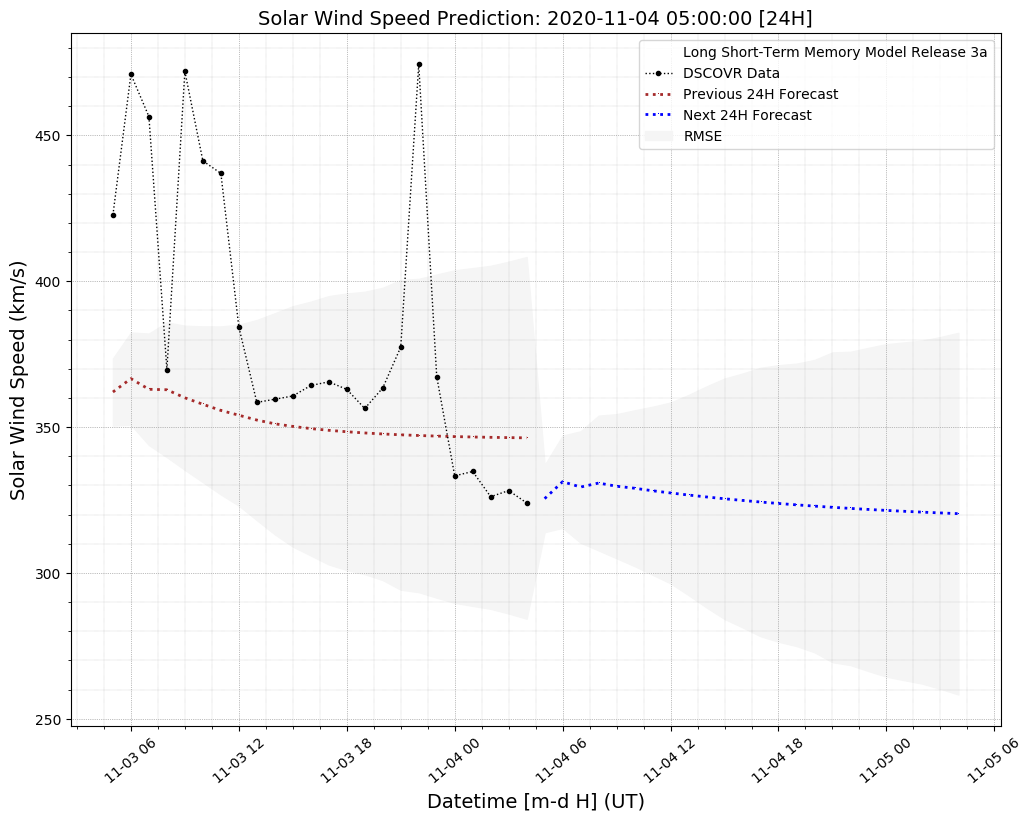 Solar Wind Speed Prediction: 2020-11-04 05:00:00 [24H]
Long Short-Term Memory Model Release 3a
DSCOVR Data
Previous 24H Forecast
Next 24H Forecast
RMSE
Solar Wind Speed (km/s)
450
400
350
300
250
11-03 06
11-03 12
11-03 18
11-04 00
11-04 06
11-04 12
11-04 18
11-05 00
11-05 06
Datetime [m-d H] (UT)